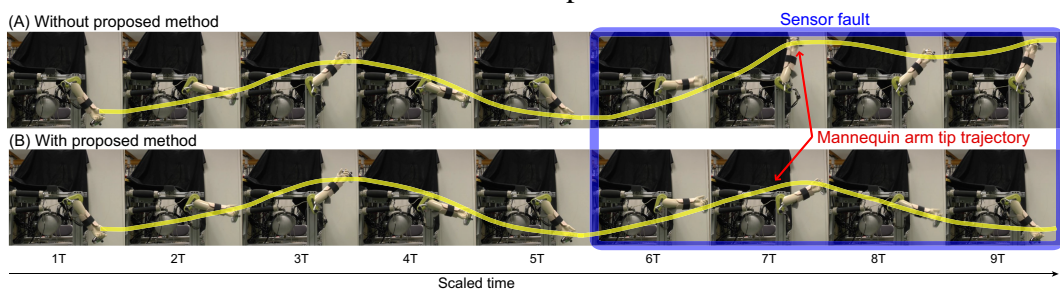 (A) Without proposed method
Sensor fault
(B) With proposed method
Mannequin arm tip trajectory
1T 2T 3T 4T 5T 6T 7T 8T 9T
Scaled time